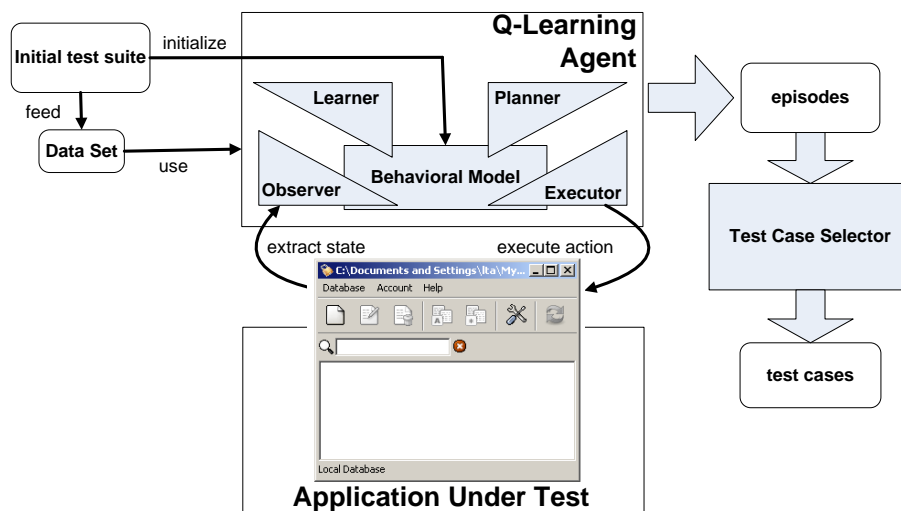 Q-Learning
Agent
Initial test suite
initialize
feed
Data Set
use
Learner
Planner
Observer
Behavioral Model
Executor
episodes
Test Case Selector
test cases
extract state
execute action
C:\Documents and Settings\lta\My...
Database Account Help
A
Local Database
Application Under Test